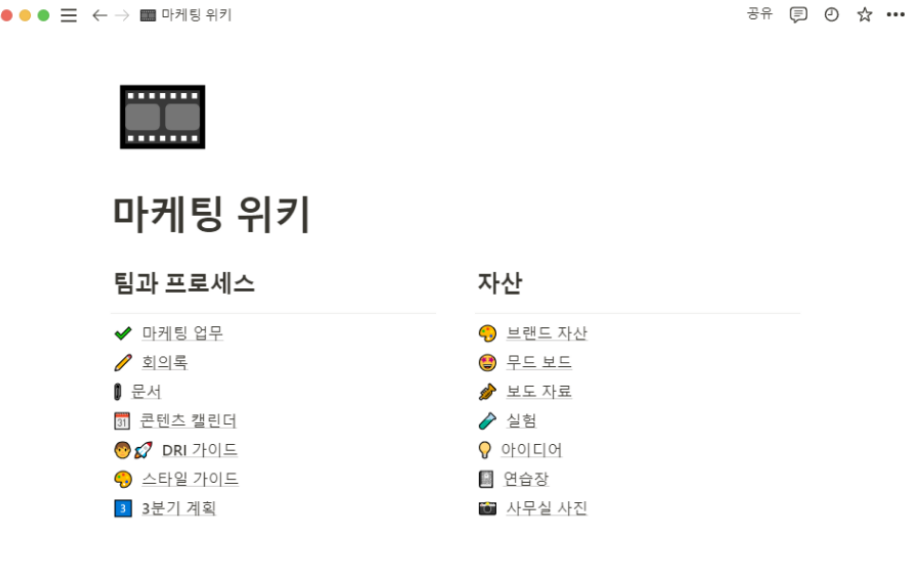 마케팅 위키
공유
마케팅 위키
팀과 프로세스
마케팅 업무
회의록
문서
콘텐츠 캘린더
DRI 가이드
스타일 가이드
3분기 계획
자산
브랜드 자산
무드 보드
보도 자료
실험
아이디어
연습장
사무실 사진